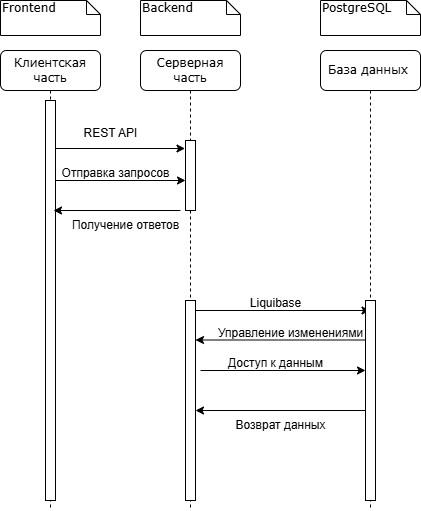 Frontend
Backend
PostgreSQL
Клиентская
часть
Серверная
часть
База данных
REST API
Отправка запросов
Получение ответов
Liquibase
Управление изменениями
Доступ к данным
Возврат данных